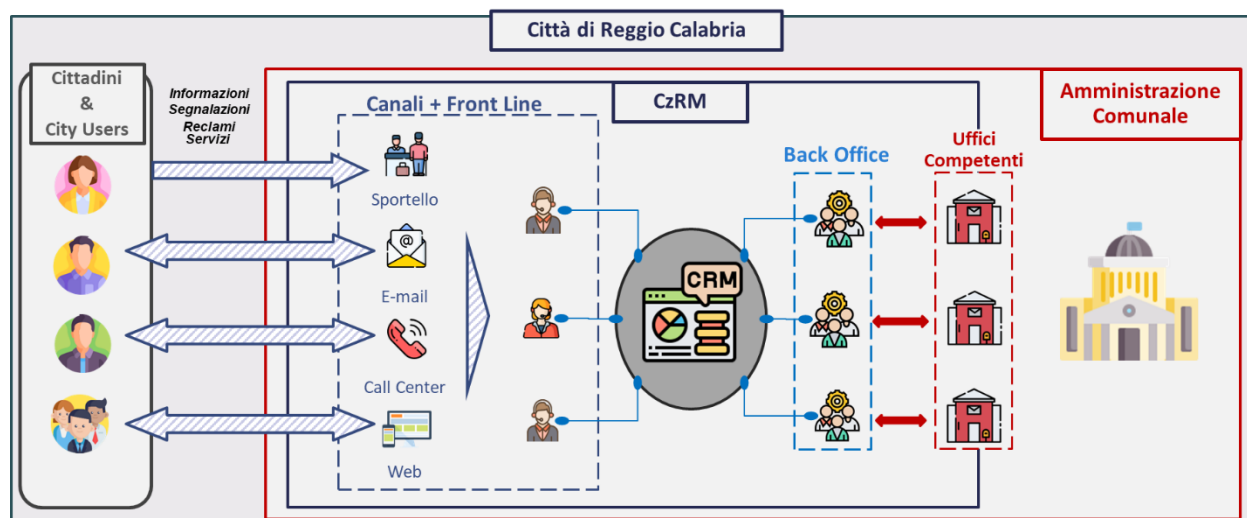 Città di Reggio Calabria
Cittadini
&
City Users
Informazioni
Segnalazioni
Reclami
Servizi
Canali + Front Line
CzRM
Amministrazione
Comunale
Uffici
Competenti
Back Office
Sportello
@
E-mail
CRM
Call Center
Web